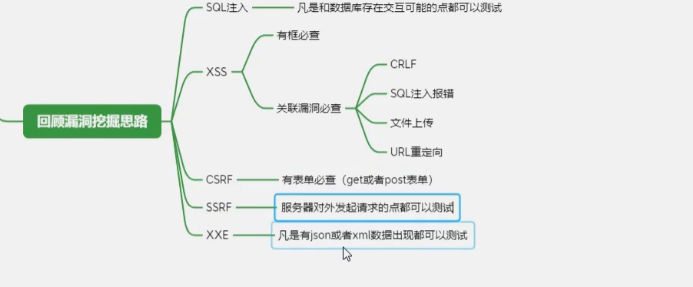 SQL注入
凡是和数据库存在交互可能的点都可以测试
有框必查
XSS
CRLF
SQL注入报错
关联漏洞必查
文件上传
回顾漏洞挖掘思路
URL重定向
CSRF
有表单必查（get或者post表单）
SSRF
服务器对外发起请求的点都可以测试
XXE
凡是有json或者xml数据出现都可以测试